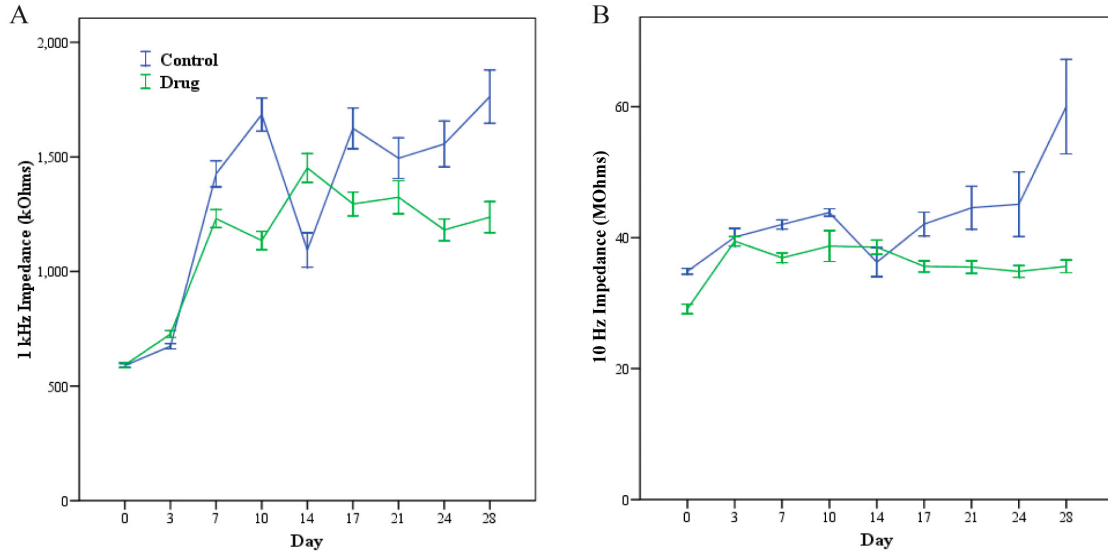 A
2,000
1,500
1,000
500
0
1 kHz Impedance (kOhms)
Control
Drug
0 3 7 10 14 17 21 24 28
Day
B
60
40
20
0
10 Hz Impedance (MOhms)
0 3 7 10 14 17 21 24 28
Day